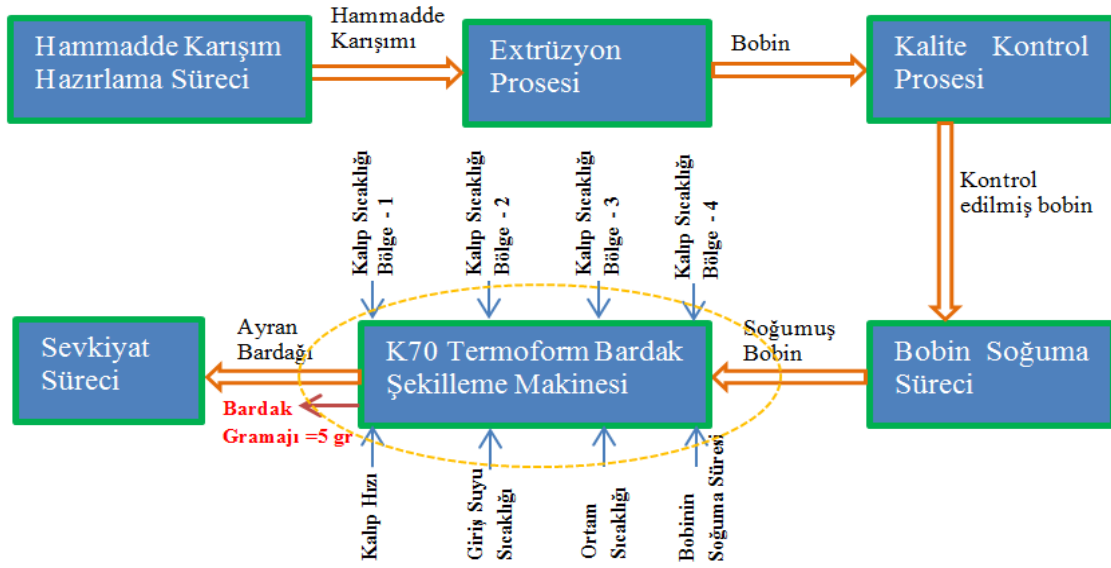 Hammadde Karışım
Hazırlama Süreci
Hammadde
Karışımı
Extrüzyon
Prosesi
Bobin
Kalite Kontrol
Prosesi
Kontrol
edilmiş bobin
Kalıp Sıcaklığı
Bölge - 1
Kalıp Sıcaklığı
Bölge - 2
Kalıp Sıcaklığı
Bölge - 3
Kalıp Sıcaklığı
Bölge - 4
Sevkiyat
Süreci
Ayran
Bardağı
Bardak
Gramajı =5 gr
K70 Termoform Bardak
Şekilleme Makinesi
Soğumuş
Bobin
Bobin Soğuma
Süreci
Kalıp Hızı
Giriş Suyu
Sıcaklığı
Ortam
Sıcaklığı
Bobinin
Soğuma Süresi